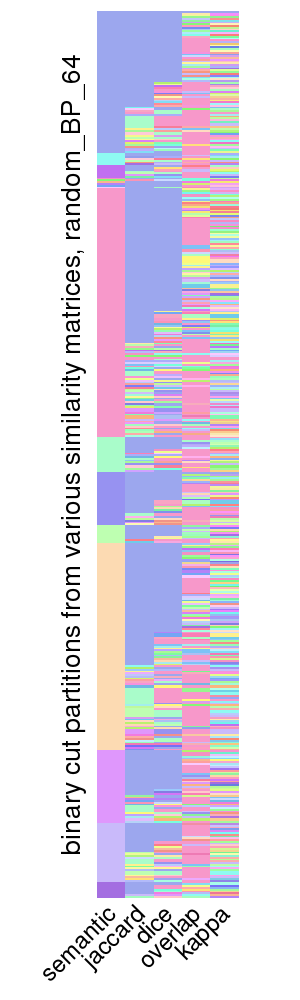 binary cut partitions from various similarity matrices, random_BP_64
semantic
jaccard
dice
overlap
kappa